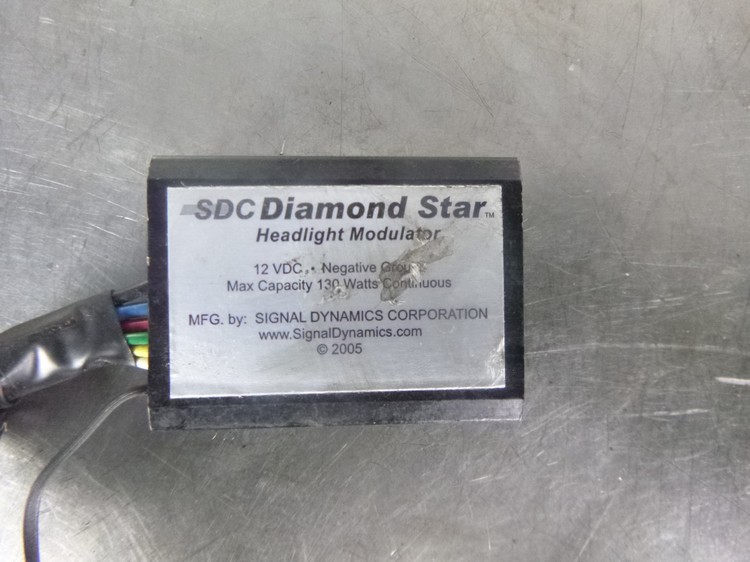 SDC Diamond Star™
Headlight Modulator
12 VDC • Negative Ground
Max Capacity 130 Watts Continuous
MFG. by: SIGNAL DYNAMICS CORPORATION
www.SignalDynamics.com
© 2005